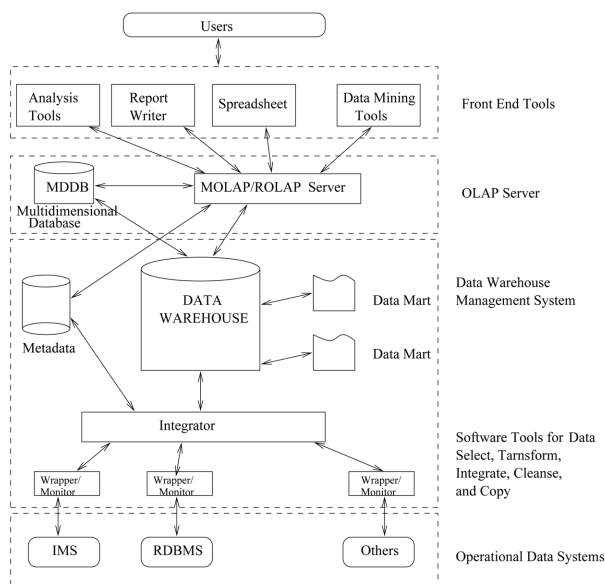 Users
Analysis
Tools
Report
Writer
Spreadsheet
Data Mining
Tools
Front End Tools
MDDB
Multidimensional
Database
MOLAP/ROLAP Server
OLAP Server
DATA
WAREHOUSE
Metadata
Data Mart
Data Mart
Data Warehouse
Management System
Integrator
Software Tools for Data
Select, Tarnsform,
Integrate, Cleanse,
and Copy
Wrapper/
Monitor
Wrapper/
Monitor
Wrapper/
Monitor
IMS
RDBMS
Others
Operational Data Systems